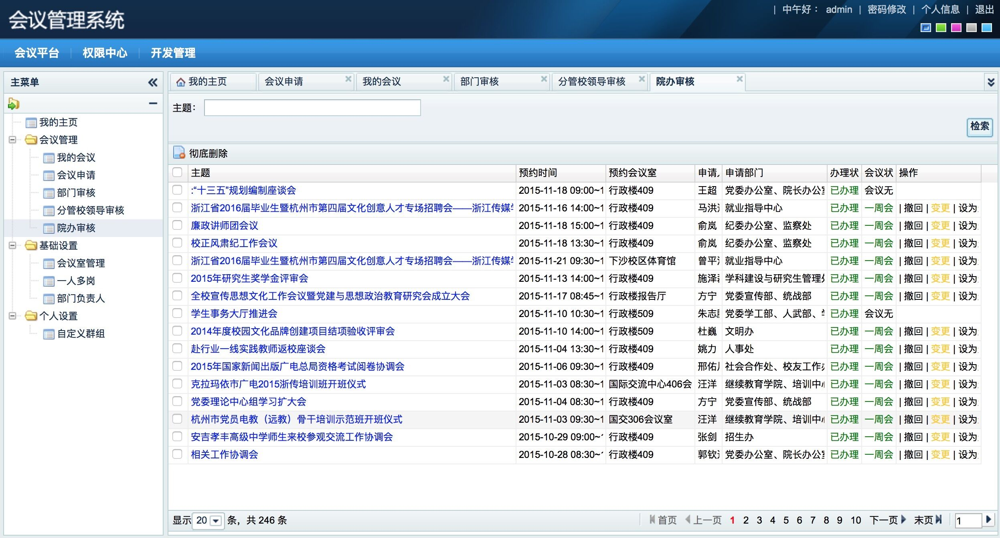 会议管理系统
| 中午好： admin | 密码修改 | 个人信息 | 退出
会议平台 权限中心 开发管理
主菜单
我的主页
会议管理
我的会议
会议申请
部门审核
分管校领导审核
院办审核
基础设置
会议室管理
一人多岗
部门负责人
个人设置
自定义群组
我的主页 会议申请 我的会议 部门审核 分管校领导审核 院办审核
主题：
检索
彻底删除
主题 预约时间 预约会议室 申请 申请部门 办理状 会议状 操作
:“十三五”规划编制座谈会 2015-11-18 09:00~1 行政楼409 王超 党委办公室、院长办公 已办理 会议无
浙江省2016届毕业生暨杭州市第四届文化创意人才专场招聘会——浙江传媒 2015-11-16 14:00~1 行政楼409 马洪 就业指导中心 已办理 一周会 | 撤回 | 变更 | 设为
廉政讲师团会议 2015-11-18 15:00~1 行政楼409 俞岚 纪委办公室、监察处 已办理 一周会 | 撤回 | 变更 | 设为
校正风肃纪工作会议 2015-11-18 13:30~1 行政楼409 俞岚 纪委办公室、监察处 已办理 一周会 | 撤回 | 变更 | 设为
浙江省2016届毕业生暨杭州市第四届文化创意人才专场招聘会——浙江传媒 2015-11-21 09:30~1 下沙校区体育馆 曾平 就业指导中心 已办理 一周会 | 撤回 | 变更 | 设为
2015年研究生奖学金评审会 2015-11-13 14:00~1 行政楼409 施泽 学科建设与研究生管理 已办理 一周会 | 撤回 | 变更 | 设为
全校宣传思想文化工作会议暨党建与思想政治教育研究会成立大会 2015-11-17 08:45~1 行政楼报告厅 方宁 党委宣传部、统战部 已办理 一周会 | 撤回 | 变更 | 设为
学生事务大厅推进会 2015-11-10 10:30~1 行政楼509 朱志 党委学工部、人武部、 已办理 会议无
2014年度校园文化品牌创建项目结项验收评审会 2015-11-10 14:00~1 行政楼509 杜巍 文明办 已办理 一周会 | 撤回 | 变更 | 设为
赴行业一线实践教师返校座谈会 2015-11-04 13:30~1 行政楼409 姚力 人事处 已办理 一周会 | 撤回 | 变更 | 设为
2015年国家新闻出版广电总局资格考试阅卷协调会 2015-11-06 09:30~1 行政楼409 邢佑 社会合作处、校友工作 已办理 一周会 | 撤回 | 变更 | 设为
克拉玛依市广电2015浙传培训班开班仪式 2015-11-03 08:30~1 国际交流中心406会 汪洋 继续教育学院、培训中 已办理 一周会 | 撤回 | 变更 | 设为
党委理论中心组学习扩大会 2015-11-04 08:30~1 行政楼409 方宁 党委宣传部、统战部 已办理 一周会 | 撤回 | 变更 | 设为
杭州市党员电教（远教）骨干培训示范班开班仪式 2015-11-03 09:30~1 国交306会议室 汪洋 继续教育学院、培训中 已办理 一周会 | 撤回 | 变更 | 设为
安吉孝丰高级中学师生来校参观交流工作协调会 2015-10-29 09:00~ 行政楼409 张剑 招生办 已办理 一周会 | 撤回 | 变更 | 设为
相关工作协调会 2015-10-28 08:30~ 行政楼409 郭钦 党委办公室、院长办公 已办理 一周会 | 撤回 | 变更 | 设为
显示 20 条，共 246 条 首页 上一页 1 2 3 4 5 6 7 8 9 10 下一页 末页 1